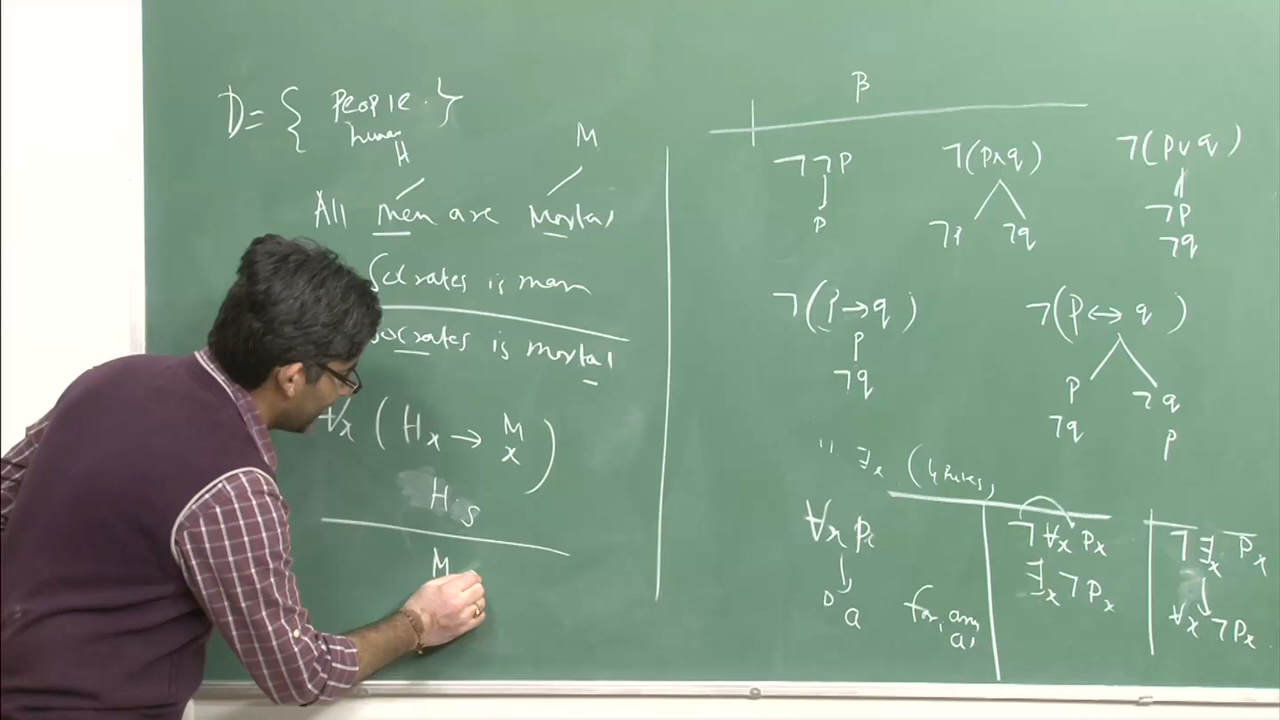 D = { People. }
human
H
M
All men are Mortal
Socrates is man
Socrates is mortal
∀x ( Hx → Mx )
Hs
M
β
¬¬P
P
¬(P∧q)
¬P ¬q
¬(P∨q)
¬P
¬q
¬(P→q)
P
¬q
¬(P↔q)
P ¬q
¬q P
∃x (4 Rules)
∀x Px
a
for any
a,
¬∀x Px
∃x ¬Px
¬∃x Px
∀x ¬Px